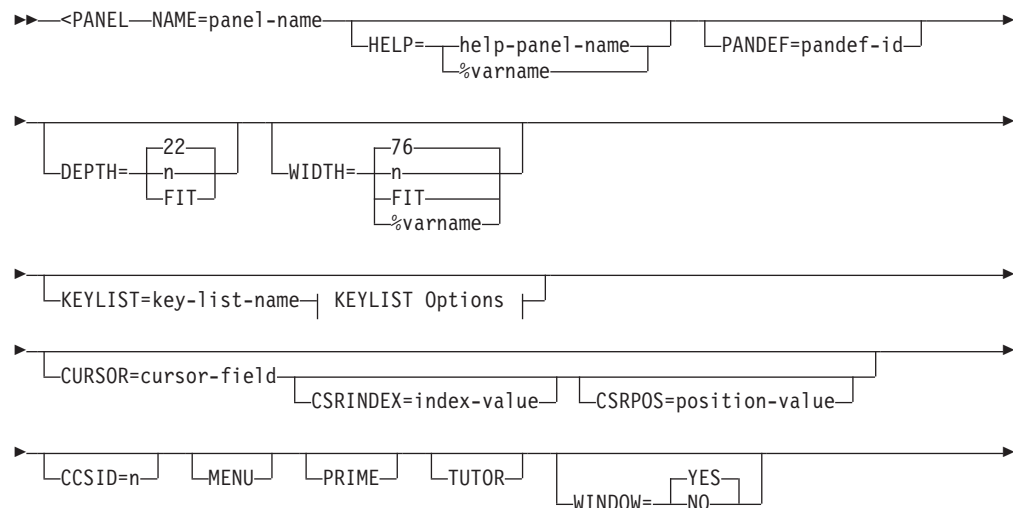 <PANEL NAME=panel-name
HELP= help-panel-name PANDEF=pandef-id
%varname
22 76
DEPTH= n WIDTH= n
FIT FIT
%varname
KEYLIST=key-list-name KEYLIST Options
CURSOR=cursor-field
CSRINDEX=index-value CSRPOS=position-value
YES
CCSID=n MENU PRIME TUTOR WINDOW= NO